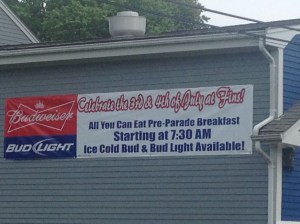 Celebrate the 3rd & 4th of July at Finz!
Budweiser
BUD LIGHT
All You Can Eat Pre-Parade Breakfast
Starting at 7:30 AM
Ice Cold Bud & Bud Light Available!